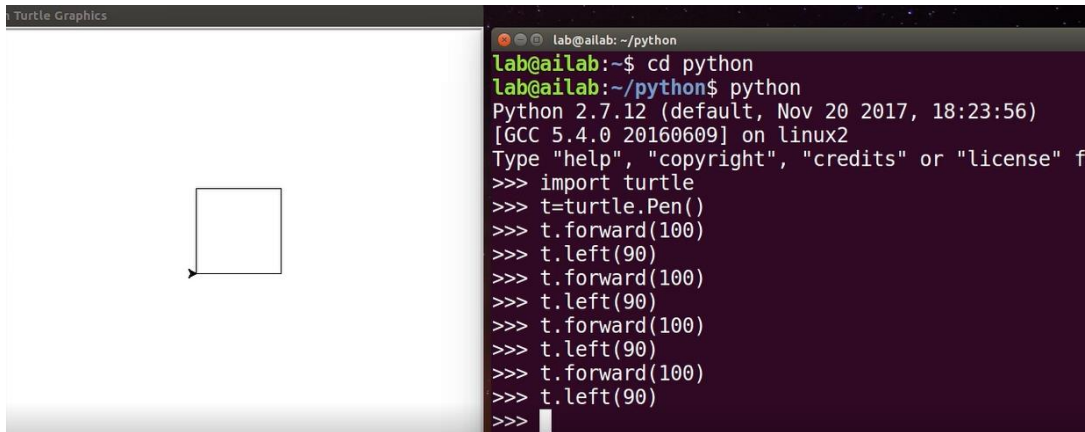 Turtle Graphics
lab@ailab: ~/python
lab@ailab:~$ cd python
lab@ailab:~/python$ python
Python 2.7.12 (default, Nov 20 2017, 18:23:56)
[GCC 5.4.0 20160609] on linux2
Type "help", "copyright", "credits" or "license"
>>> import turtle
>>> t=turtle.Pen()
>>> t.forward(100)
>>> t.left(90)
>>> t.forward(100)
>>> t.left(90)
>>> t.forward(100)
>>> t.left(90)
>>> t.forward(100)
>>> t.left(90)
>>>